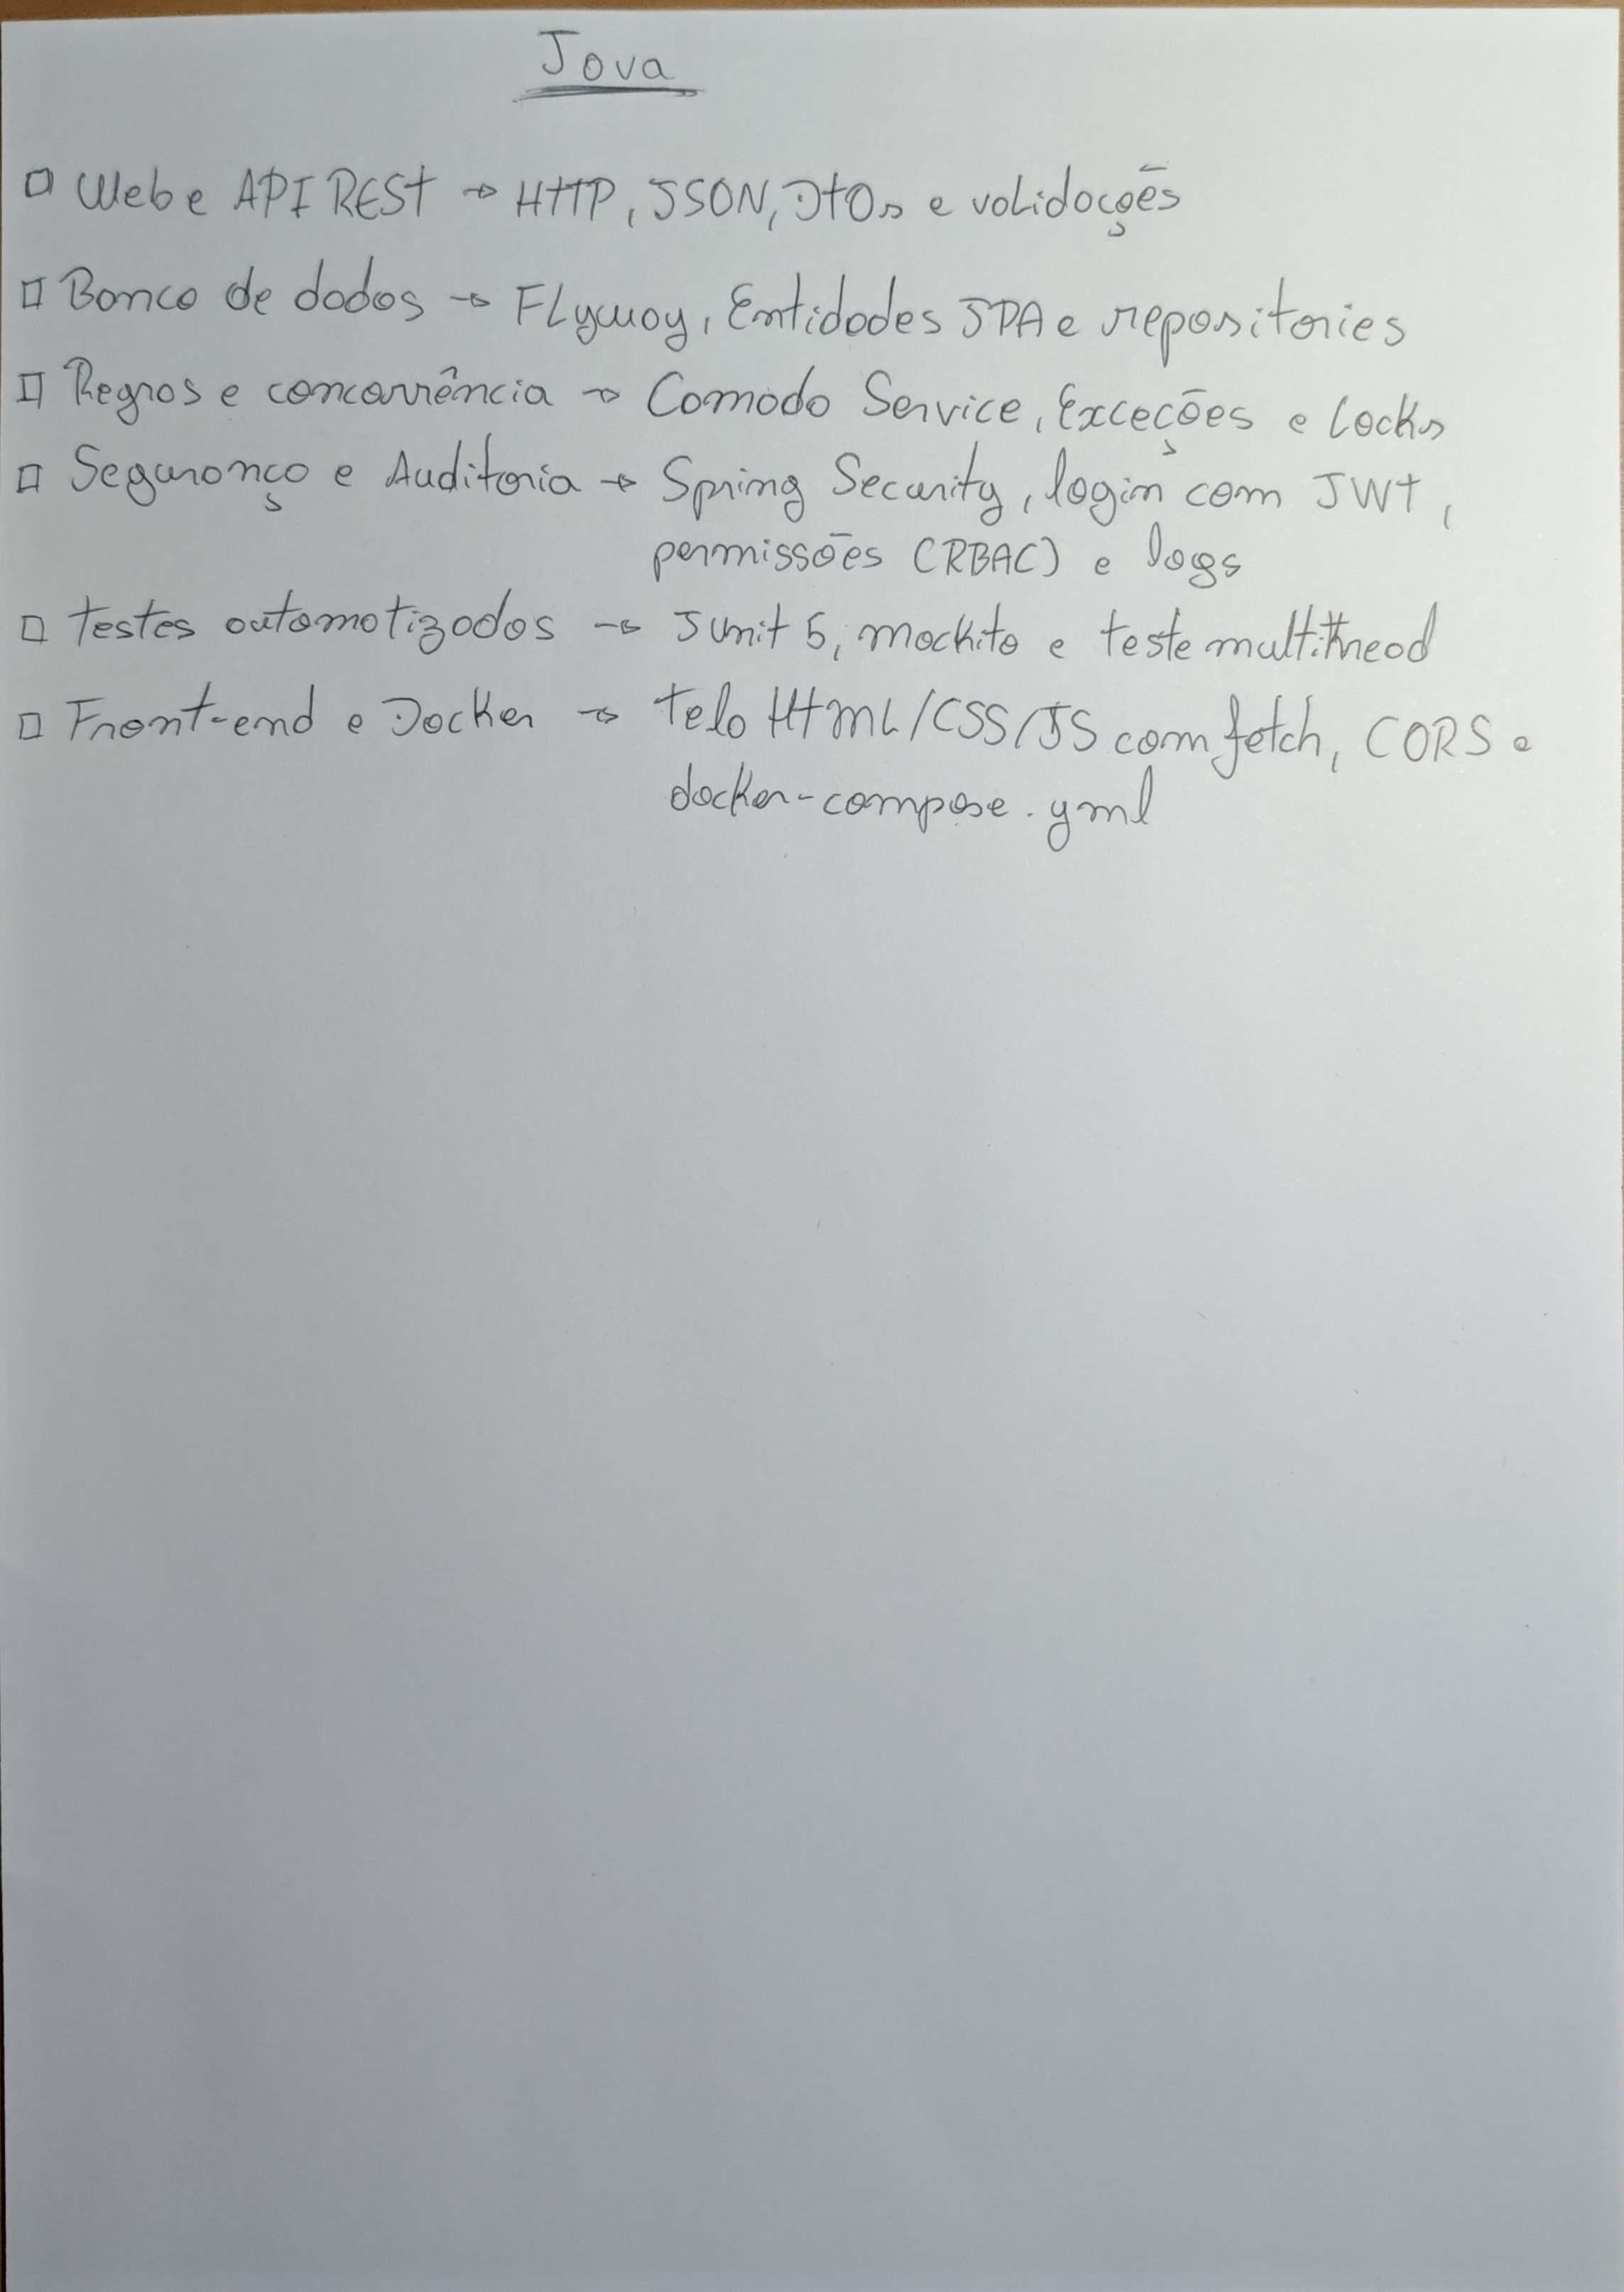 Java
□ Web e API REST → HTTP, JSON, DTOs e validações
□ Banco de dados → Flyway, Entidades JPA e repositories
□ Regras e concorrência → Camada Service, Exceções e Locks
□ Segurança e Auditoria → Spring Security, login com JWT,
permissões (RBAC) e logs
□ Testes automatizados → Junit 5, mockito e teste multithread
□ Front-end e Docker → Tela HTML/CSS/JS com fetch, CORS e
docker-compose.yml